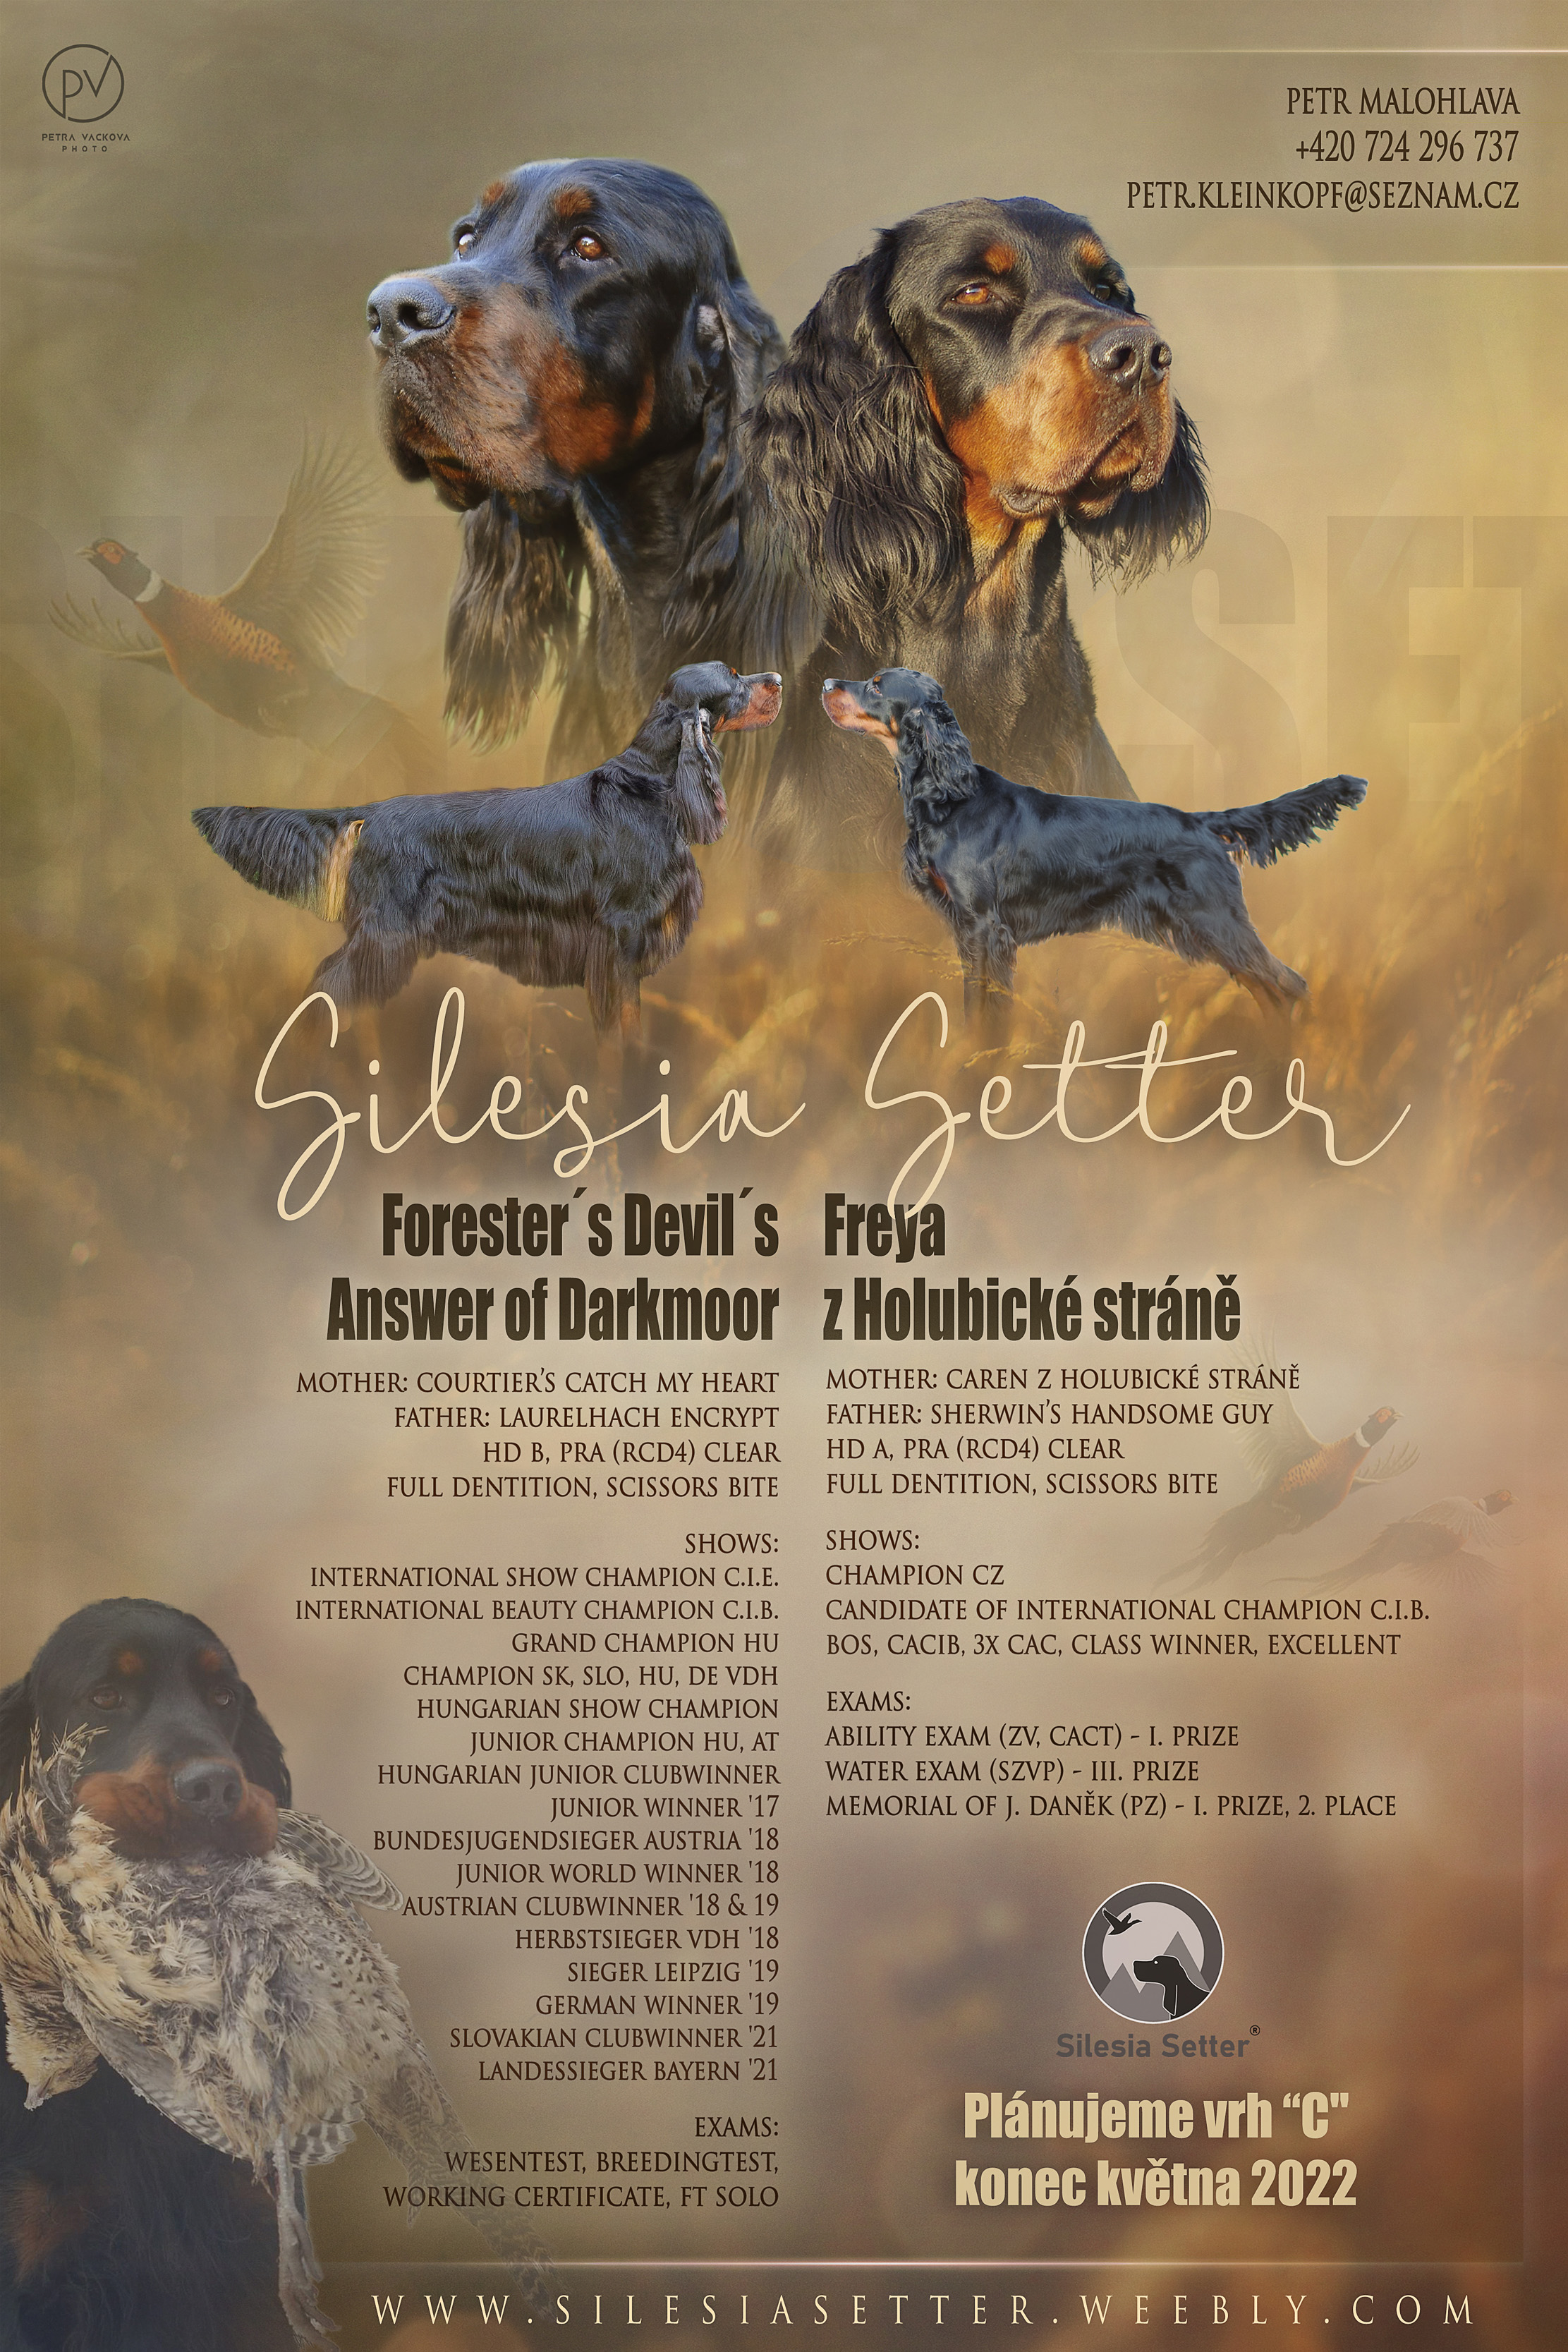 PV
PETRA VACKOVA
PHOTO
PETR MALOHLAVA
+420 724 296 737
PETR.KLEINKOPF@SEZNAM.CZ
Silesia Setter
Forester´s Devil´s
Answer of Darkmoor
MOTHER: COURTIER'S CATCH MY HEART
FATHER: LAURELHACH ENCRYPT
HD B, PRA (RCD4) CLEAR
FULL DENTITION, SCISSORS BITE
SHOWS:
INTERNATIONAL SHOW CHAMPION C.I.E.
INTERNATIONAL BEAUTY CHAMPION C.I.B.
GRAND CHAMPION HU
CHAMPION SK, SLO, HU, DE VDH
HUNGARIAN SHOW CHAMPION
JUNIOR CHAMPION HU, AT
HUNGARIAN JUNIOR CLUBWINNER
JUNIOR WINNER '17
BUNDESJUGENDSIEGER AUSTRIA '18
JUNIOR WORLD WINNER '18
AUSTRIAN CLUBWINNER '18 & 19
HERBSTSIEGER VDH '18
SIEGER LEIPZIG '19
GERMAN WINNER '19
SLOVAKIAN CLUBWINNER '21
LANDESSIEGER BAYERN '21
EXAMS:
WESENTEST, BREEDINGTEST,
WORKING CERTIFICATE, FT SOLO
Freya
z Holubické stráně
MOTHER: CAREN Z HOLUBICKÉ STRÁNĚ
FATHER: SHERWIN'S HANDSOME GUY
HD A, PRA (RCD4) CLEAR
FULL DENTITION, SCISSORS BITE
SHOWS:
CHAMPION CZ
CANDIDATE OF INTERNATIONAL CHAMPION C.I.B.
BOS, CACIB, 3X CAC, CLASS WINNER, EXCELLENT
EXAMS:
ABILITY EXAM (ZV, CACT) - I. PRIZE
WATER EXAM (SZVP) - III. PRIZE
MEMORIAL OF J. DANĚK (PZ) - I. PRIZE, 2. PLACE
Silesia Setter®
Plánujeme vrh “C"
konec května 2022
WWW.SILESIASETTER.WEEBLY.COM